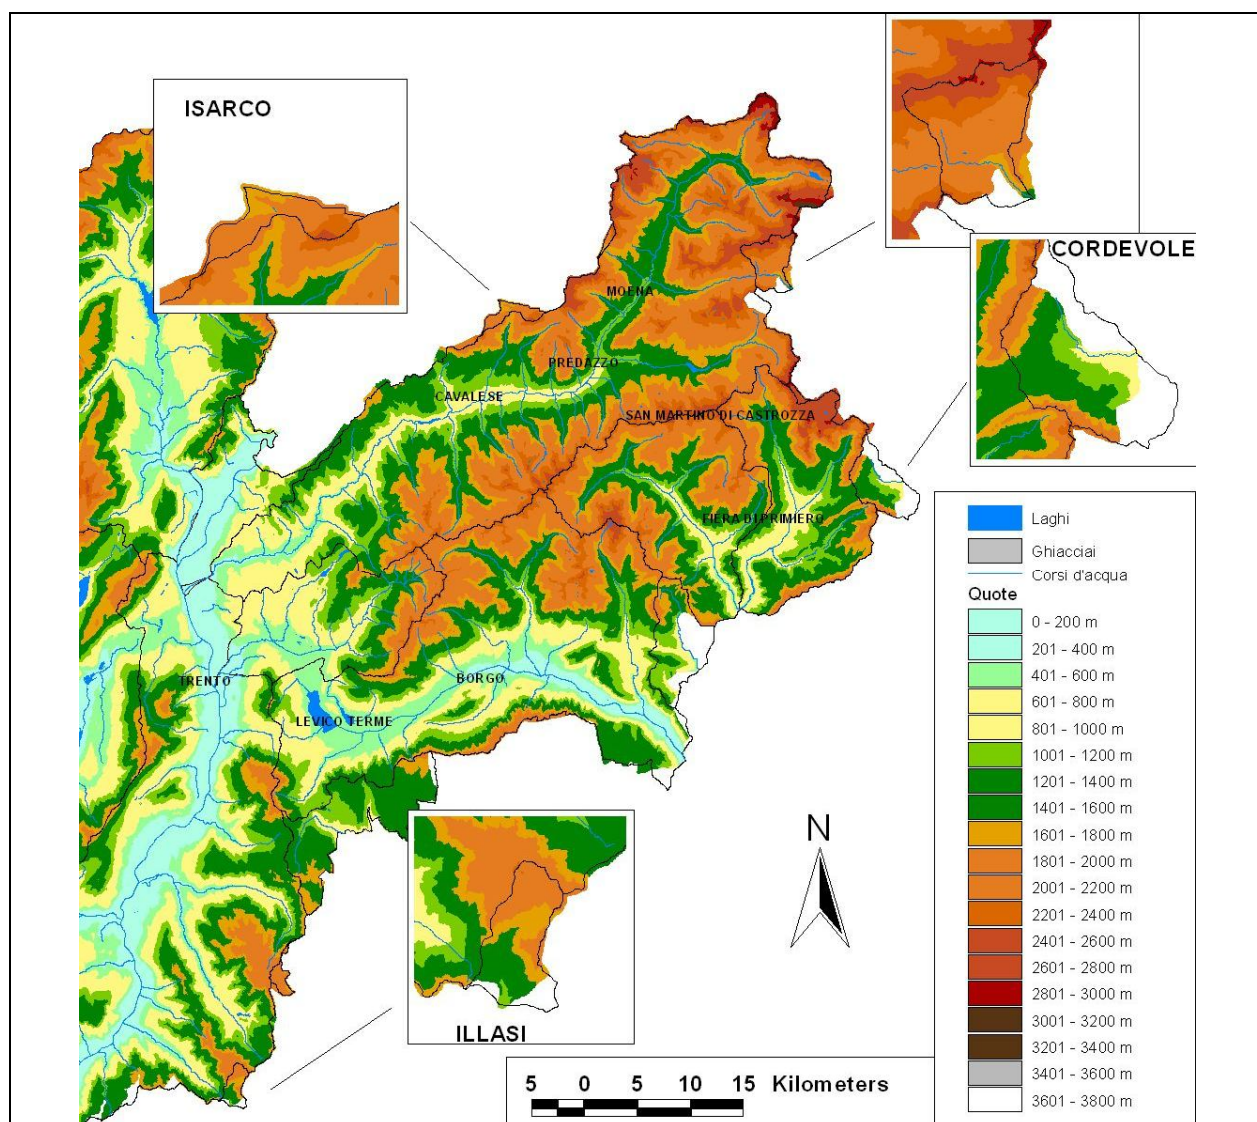 ISARCO
CORDEVOLE
MOENA
PREDAZZO
CAVALESE
SAN MARTINO DI CASTROZZA
FIERA DI PRIMIERO
TRENTO
BORGO
LEVICO TERME
ILLASI
N
5 0 5 10 15 Kilometers
Laghi
Ghiacciai
Corsi d'acqua
Quote
0 - 200 m
201 - 400 m
401 - 600 m
601 - 800 m
801 - 1000 m
1001 - 1200 m
1201 - 1400 m
1401 - 1600 m
1601 - 1800 m
1801 - 2000 m
2001 - 2200 m
2201 - 2400 m
2401 - 2600 m
2601 - 2800 m
2801 - 3000 m
3001 - 3200 m
3201 - 3400 m
3401 - 3600 m
3601 - 3800 m